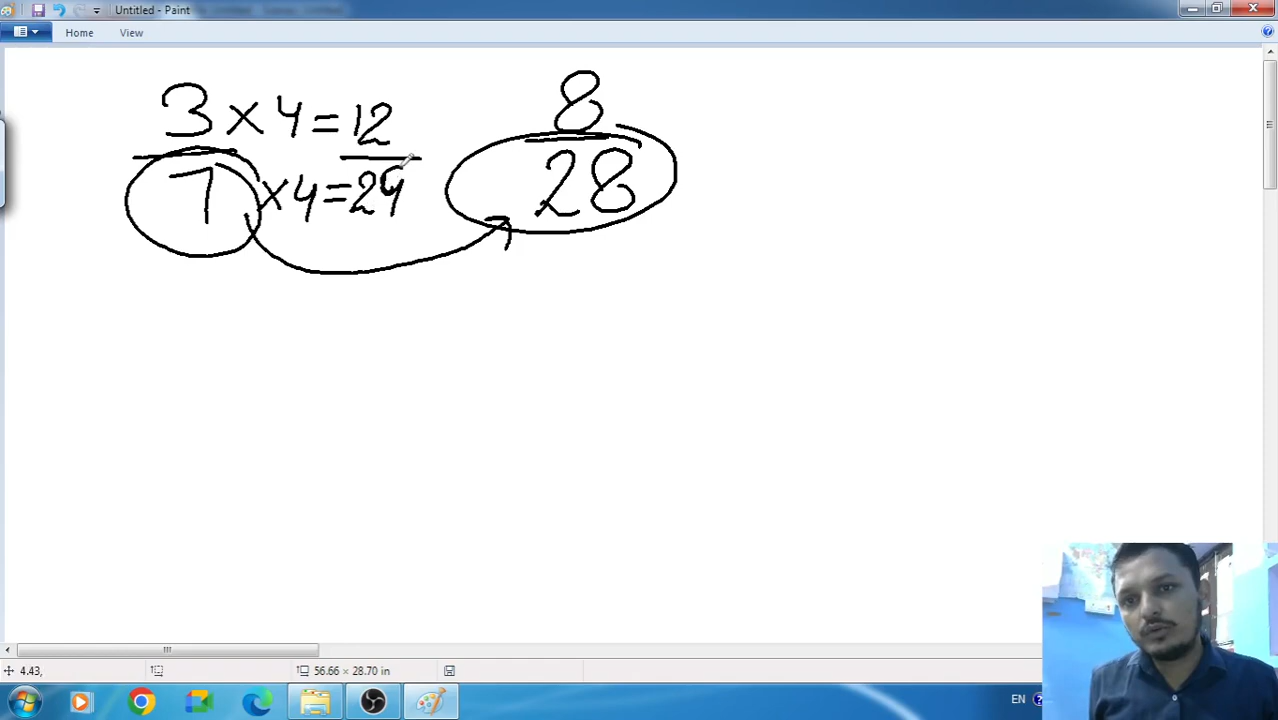 Untitled - Paint
Home View
3 × 4 = 12 8
7 × 4 = 29 28
4.43, 56.66 × 28.70 in
EN